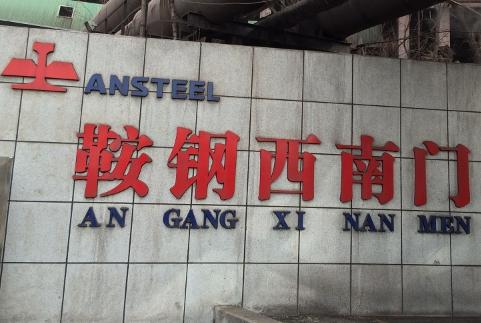 ANSTEEL
鞍钢西南门
AN GANG XI NAN MEN